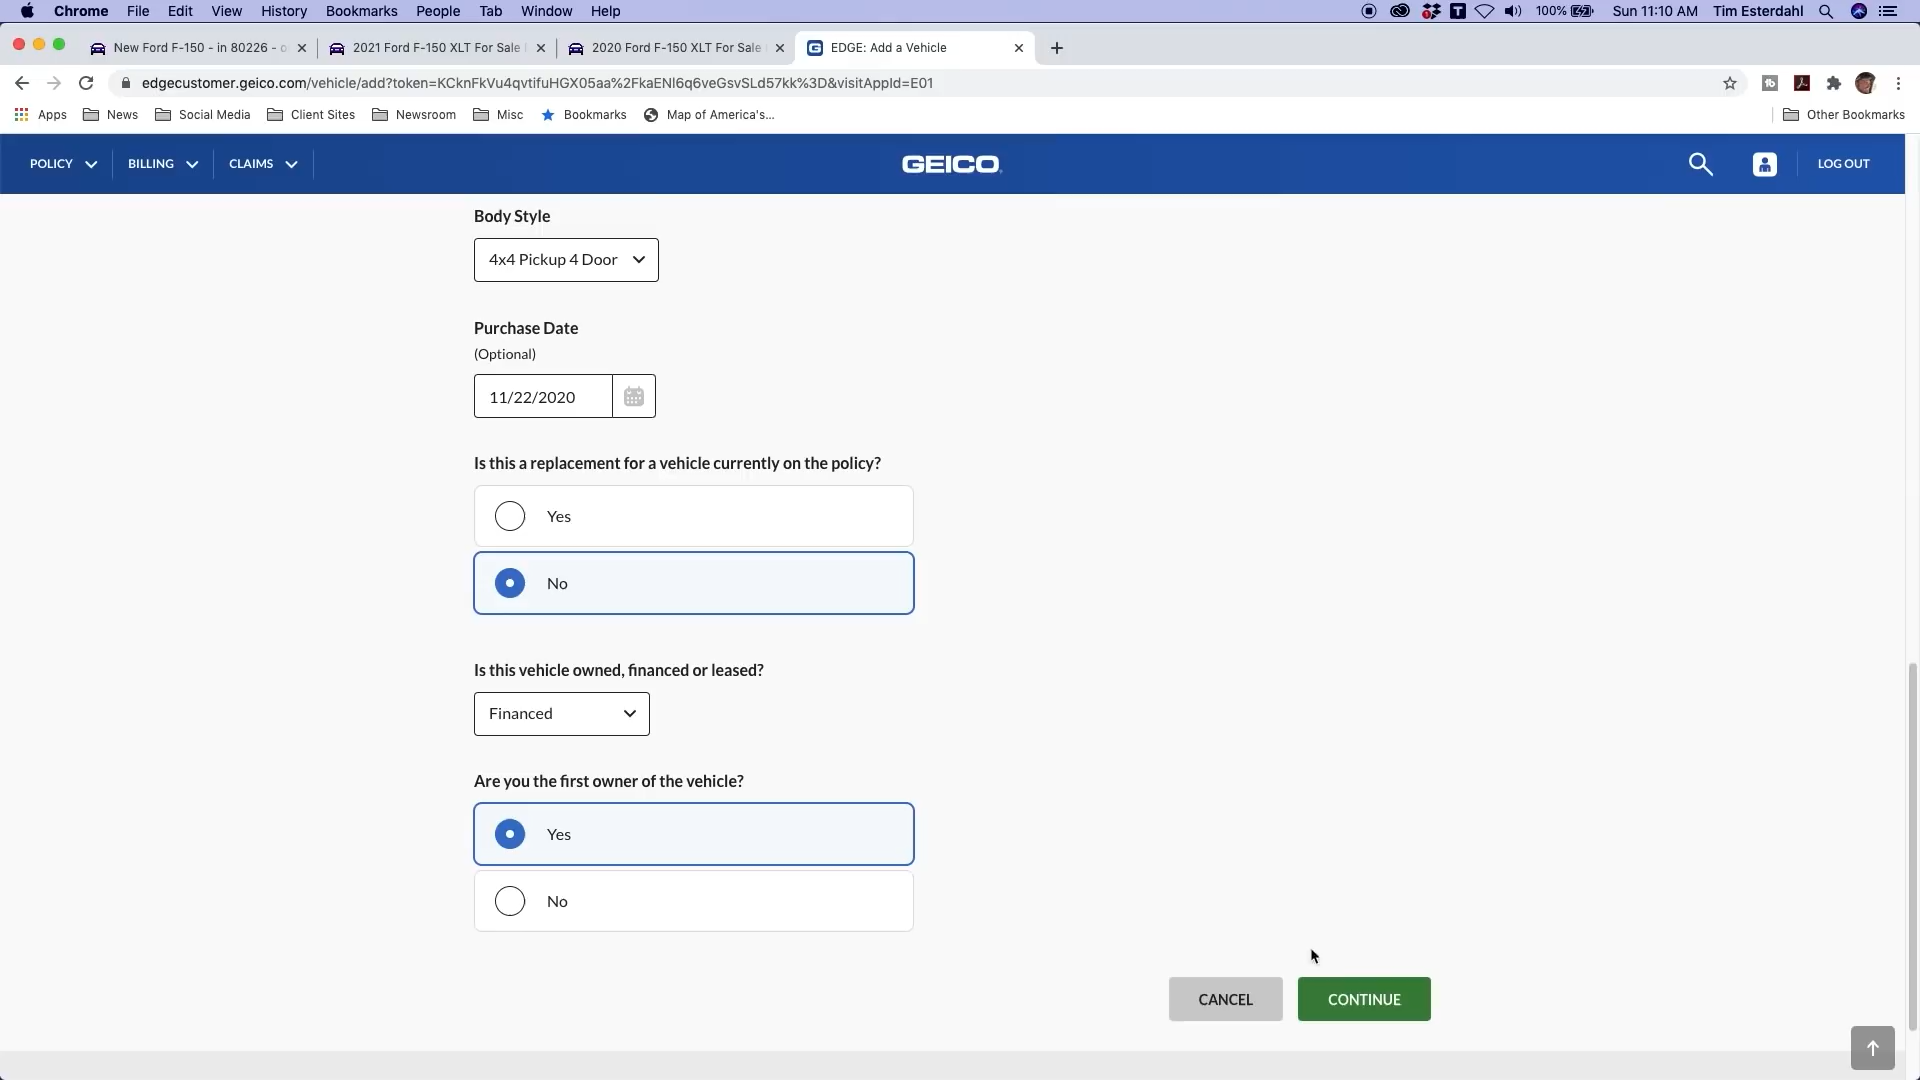 Chrome File Edit View History Bookmarks People Tab Window Help 100% Sun 11:10 AM Tim Esterdahl
New Ford F-150 - in 80226 - 2021 Ford F-150 XLT For Sale 2020 Ford F-150 XLT For Sale EDGE: Add a Vehicle
edgecustomer.geico.com/vehicle/add?token=KCknFkVu4qvtifuHGX05aa%2FkaENl6q6veGsvSLd57kk%3D&visitAppId=E01
Apps News Social Media Client Sites Newsroom Misc Bookmarks Map of America's... Other Bookmarks
POLICY BILLING CLAIMS GEICO LOG OUT
Body Style
4x4 Pickup 4 Door
Purchase Date
(Optional)
11/22/2020
Is this a replacement for a vehicle currently on the policy?
Yes
No
Is this vehicle owned, financed or leased?
Financed
Are you the first owner of the vehicle?
Yes
No
CANCEL CONTINUE